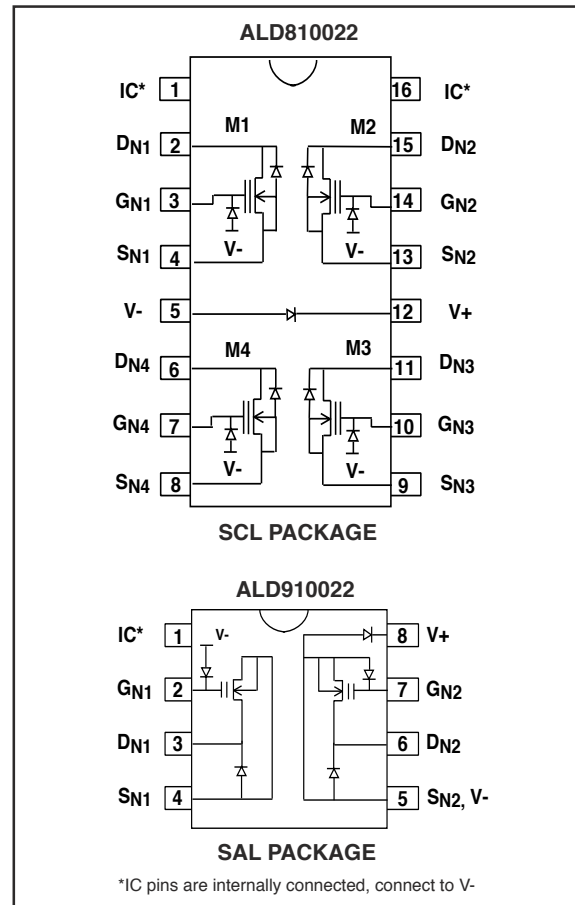 ALD810022
IC* 1 16 IC*
M1 M2
DN1 2 15 DN2
GN1 3 14 GN2
V- V-
SN1 4 13 SN2
V- 5 12 V+
M4 M3
DN4 6 11 DN3
GN4 7 10 GN3
V- V-
SN4 8 9 SN3
SCL PACKAGE
ALD910022
IC* 1 V- 8 V+
GN1 2 7 GN2
DN1 3 6 DN2
SN1 4 5 SN2, V-
SAL PACKAGE
*IC pins are internally connected, connect to V-